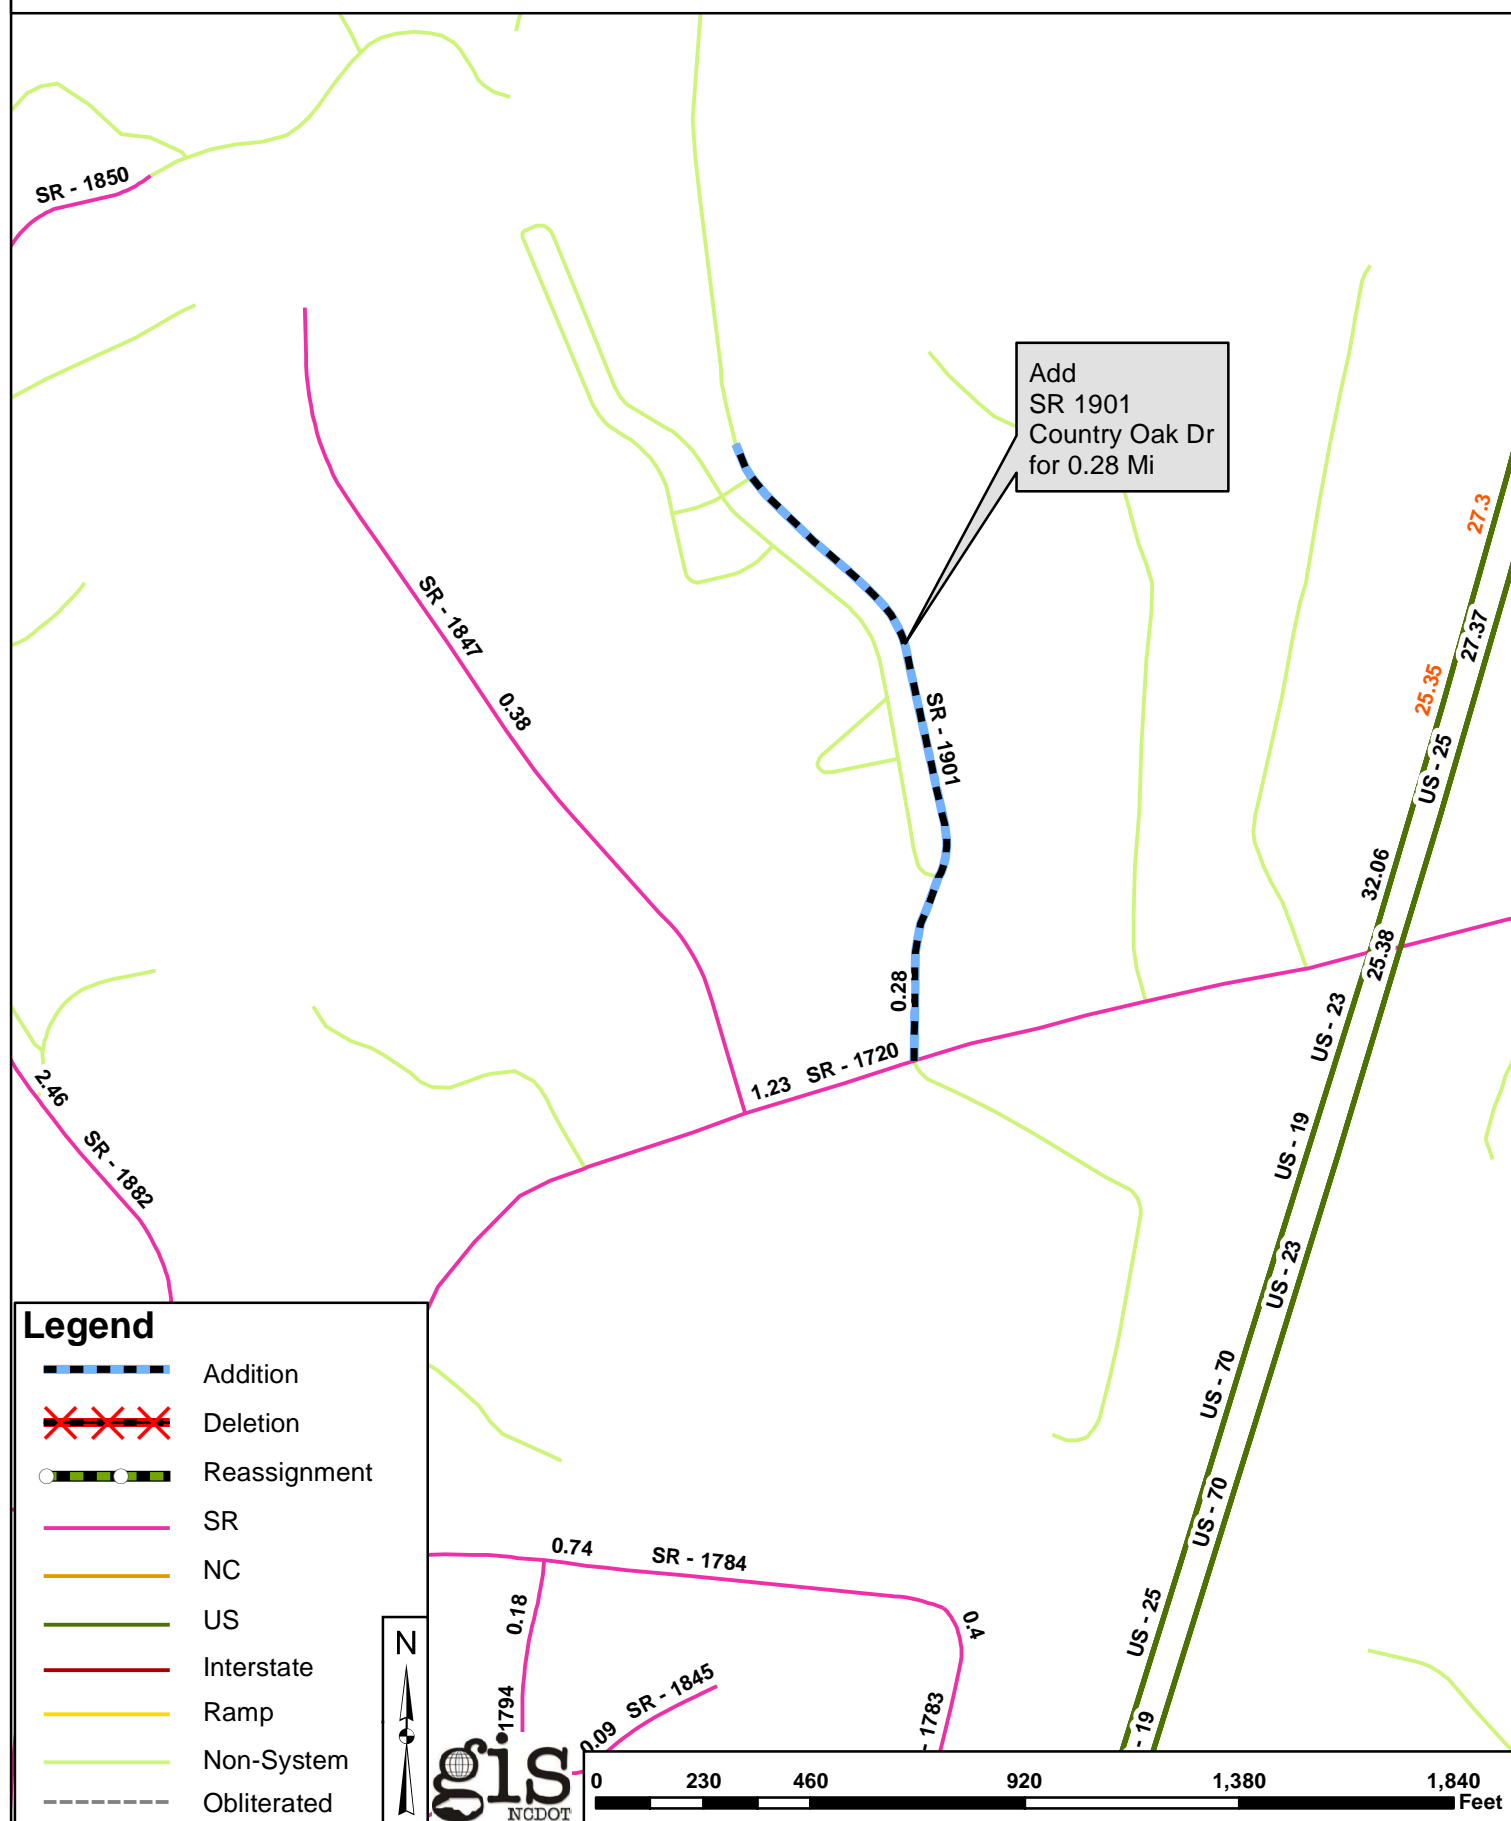 SR - 1850
Add
SR 1901
Country Oak Dr
for 0.28 Mi
27.3
27.37
25.35
US - 25
SR - 1847
0.38
SR - 1901
32.06
25.38
0.28
US - 23
1.23 SR - 1720
2.46
SR - 1882
US - 19
US - 23
US - 70
US - 70
US - 25
- 19
0.74
SR - 1784
0.18
0.4
1794
SR - 1845
0.09
- 1783
Legend
Addition
Deletion
Reassignment
SR
NC
US
Interstate
Ramp
Non-System
Obliterated
N
gis
NCDOT
0 230 460 920 1,380 1,840
Feet